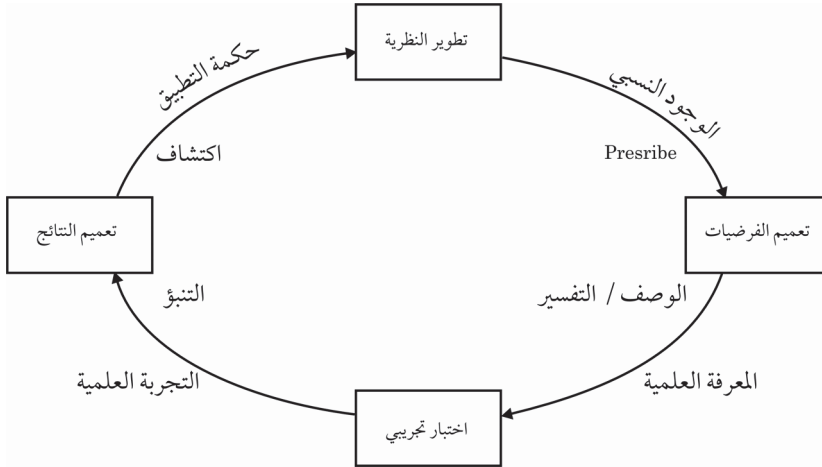 تطوير النظرية
حكمة التطبيق
الوجود النسبي
اكتشاف
Presribe
تعميم النتائج
تعميم الفرضيات
التنبؤ
الوصف / التفسير
التجربة العلمية
المعرفة العلمية
اختبار تجريبي